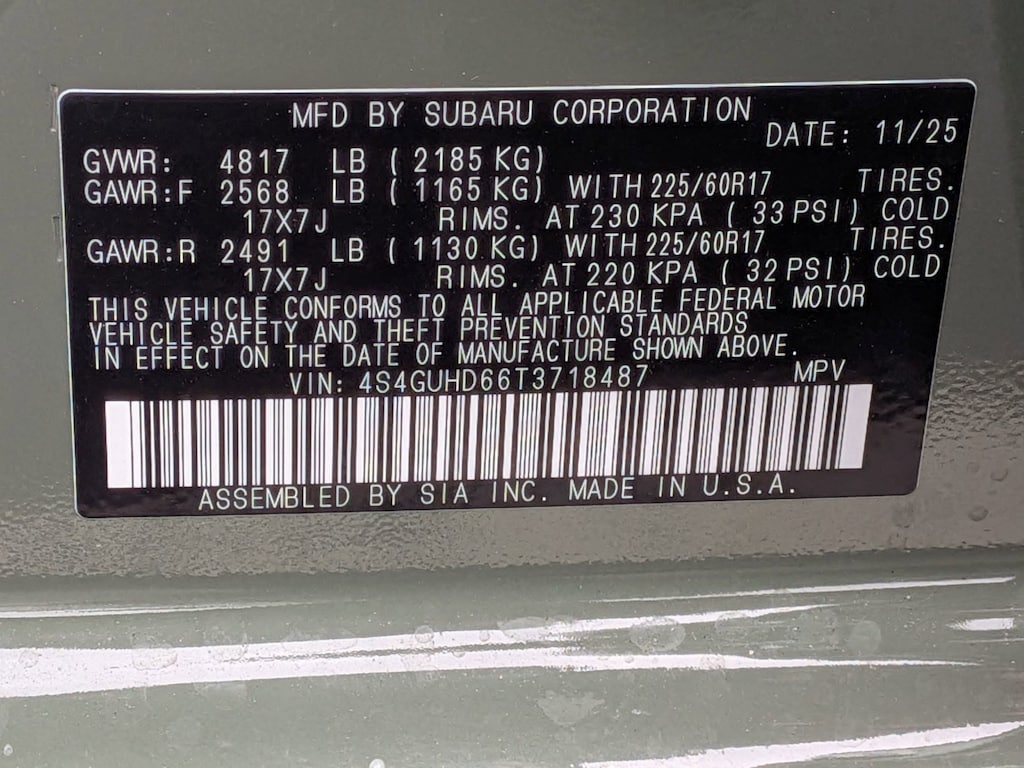 MFD BY SUBARU CORPORATION
DATE: 11/25
GVWR: 4817 LB (2185 KG)
GAWR:F 2568 LB (1165 KG) WITH 225/60R17 TIRES.
17X7J RIMS. AT 230 KPA (33 PSI) COLD
GAWR:R 2491 LB (1130 KG) WITH 225/60R17 TIRES.
17X7J RIMS. AT 220 KPA (32 PSI) COLD
THIS VEHICLE CONFORMS TO ALL APPLICABLE FEDERAL MOTOR
VEHICLE SAFETY AND THEFT PREVENTION STANDARDS
IN EFFECT ON THE DATE OF MANUFACTURE SHOWN ABOVE.
VIN: 4S4GUHD66T3718487 MPV
ASSEMBLED BY SIA INC. MADE IN U.S.A.